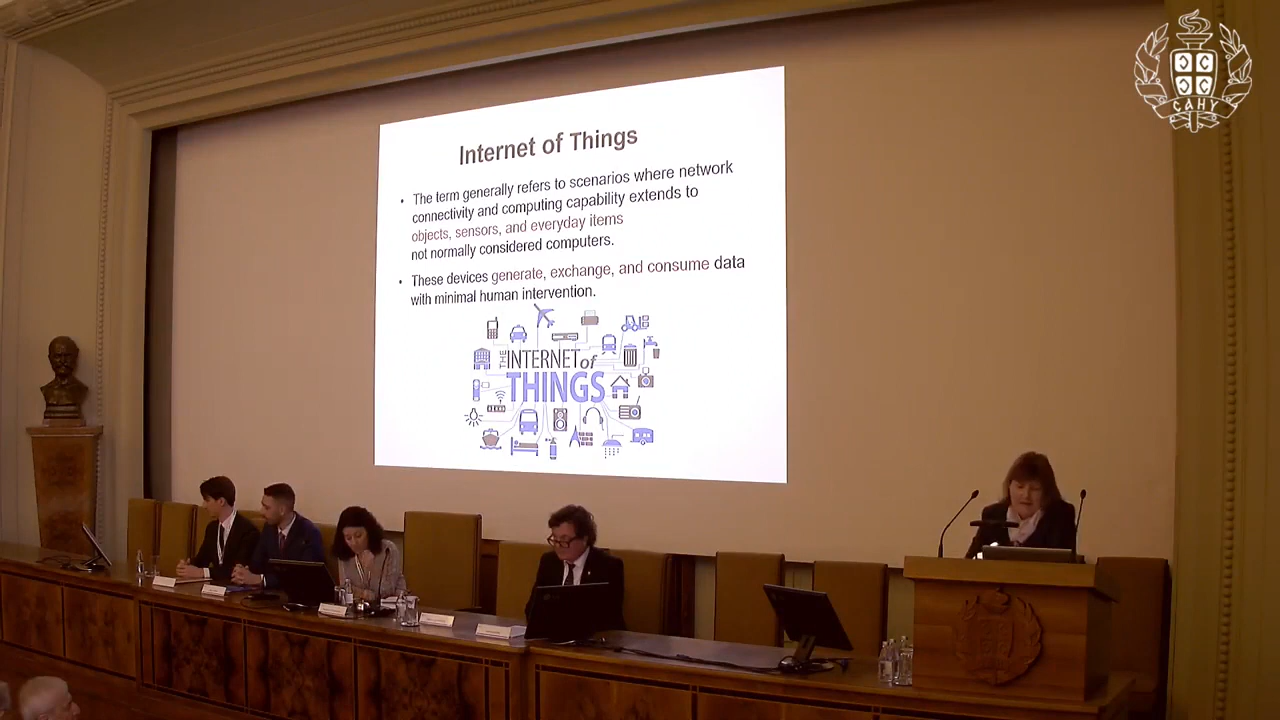 Internet of Things
• The term generally refers to scenarios where network
connectivity and computing capability extends to
objects, sensors, and everyday items
not normally considered computers.
• These devices generate, exchange, and consume data
with minimal human intervention.
THE INTERNET of
THINGS
САНУ